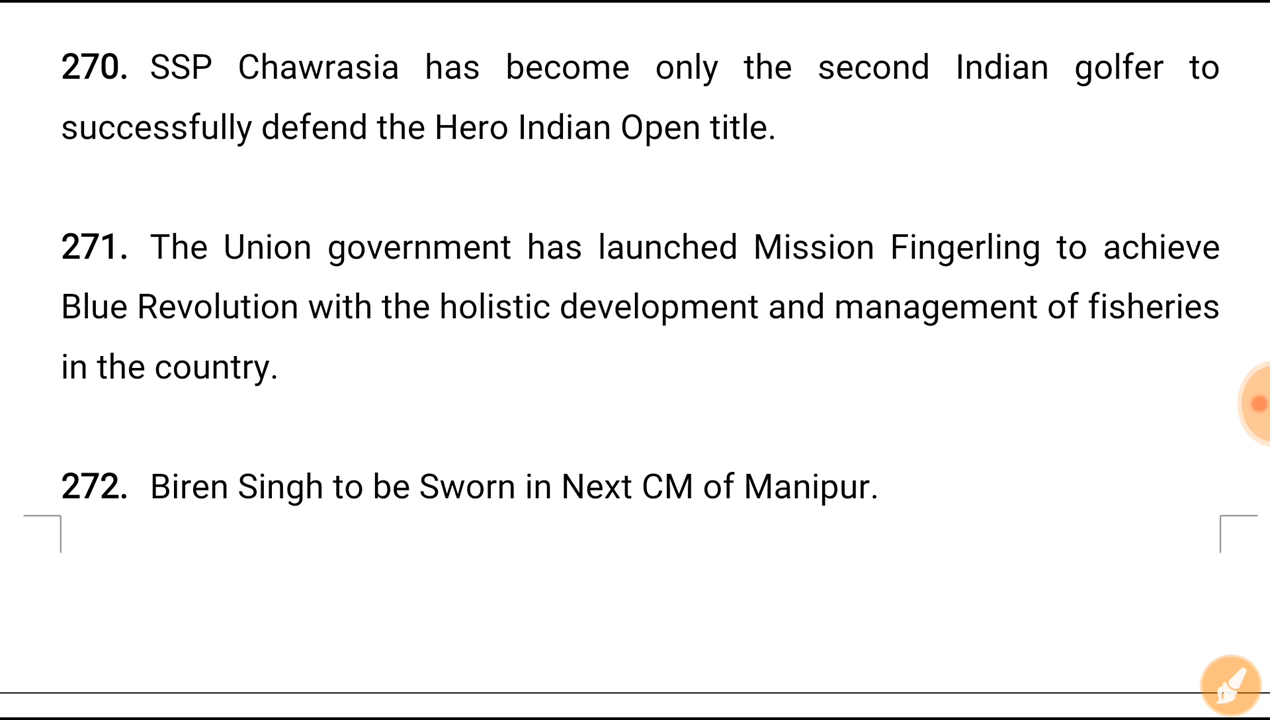 270. SSP Chawrasia has become only the second Indian golfer to
successfully defend the Hero Indian Open title.
271. The Union government has launched Mission Fingerling to achieve
Blue Revolution with the holistic development and management of fisheries
in the country.
272. Biren Singh to be Sworn in Next CM of Manipur.